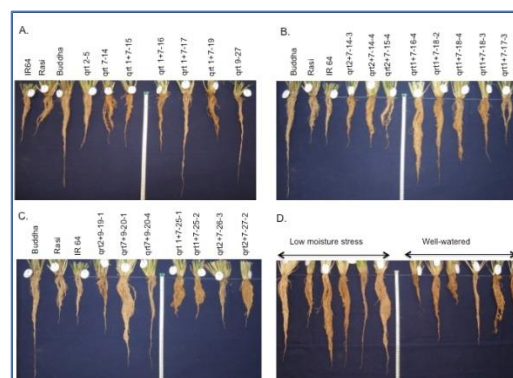 A.
IR64
Rasi
Buddha
qrt 2-5
qrt 7-14
qrt 1+7-15
qrt 1+7-16
qrt 1+7-17
qrt 1+7-19
qrt 9-27
B.
Buddha
Rasi
IR 64
qrt2+7-14-3
qrt2+7-14-4
qrt2+7-15-4
qrt1+7-16-4
qrt1+7-18-2
qrt1+7-18-4
qrt1+7-18-3
qrt1+7-17-3
C.
Buddha
Rasi
IR 64
qrt2+9-19-1
qrt7+9-20-1
qrt7+9-20-4
qrt 1+7-25-1
qrt1+7-25-2
qrt2+7-26-3
qrt2+7-27-2
D.
Low moisture stress
Well-watered